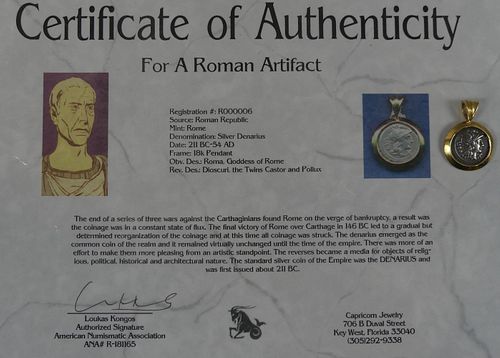 Certificate of Authenticity
For A Roman Artifact
Registration #: R000006
Source: Roman Republic
Mint: Rome
Denomination: Silver Denarius
Date: 211 BC-54 AD
Frame: 18k Pendant
Obv. Des.: Roma, Goddess of Rome
Rev. Des.: Dioscuri, the Twins Castor and Pollux
The end of a series of three wars against the Carthaginians found Rome on the verge of bankruptcy, a result was
the coinage was in a constant state of flux. The final victory of Rome over Carthage in 146 BC led to a gradual but
determined reorganization of the coinage and at this time all coinage was struck. The denarius emerged as the
common coin of the realm and it remained virtually unchanged until the time of the empire. There was more of an
effort to make them more pleasing from an artistic standpoint. The reverses became a media for objects of relig-
ious, political, historical and architectural nature. The standard silver coin of the Empire was the DENARIUS and
was first issued about 211 BC.
Loukas Kongos
Authorized Signature
American Numismatic Association
ANA# R-181165
Capricorn Jewelry
706 B Duval Street
Key West, Florida 33040
(305)292-9338